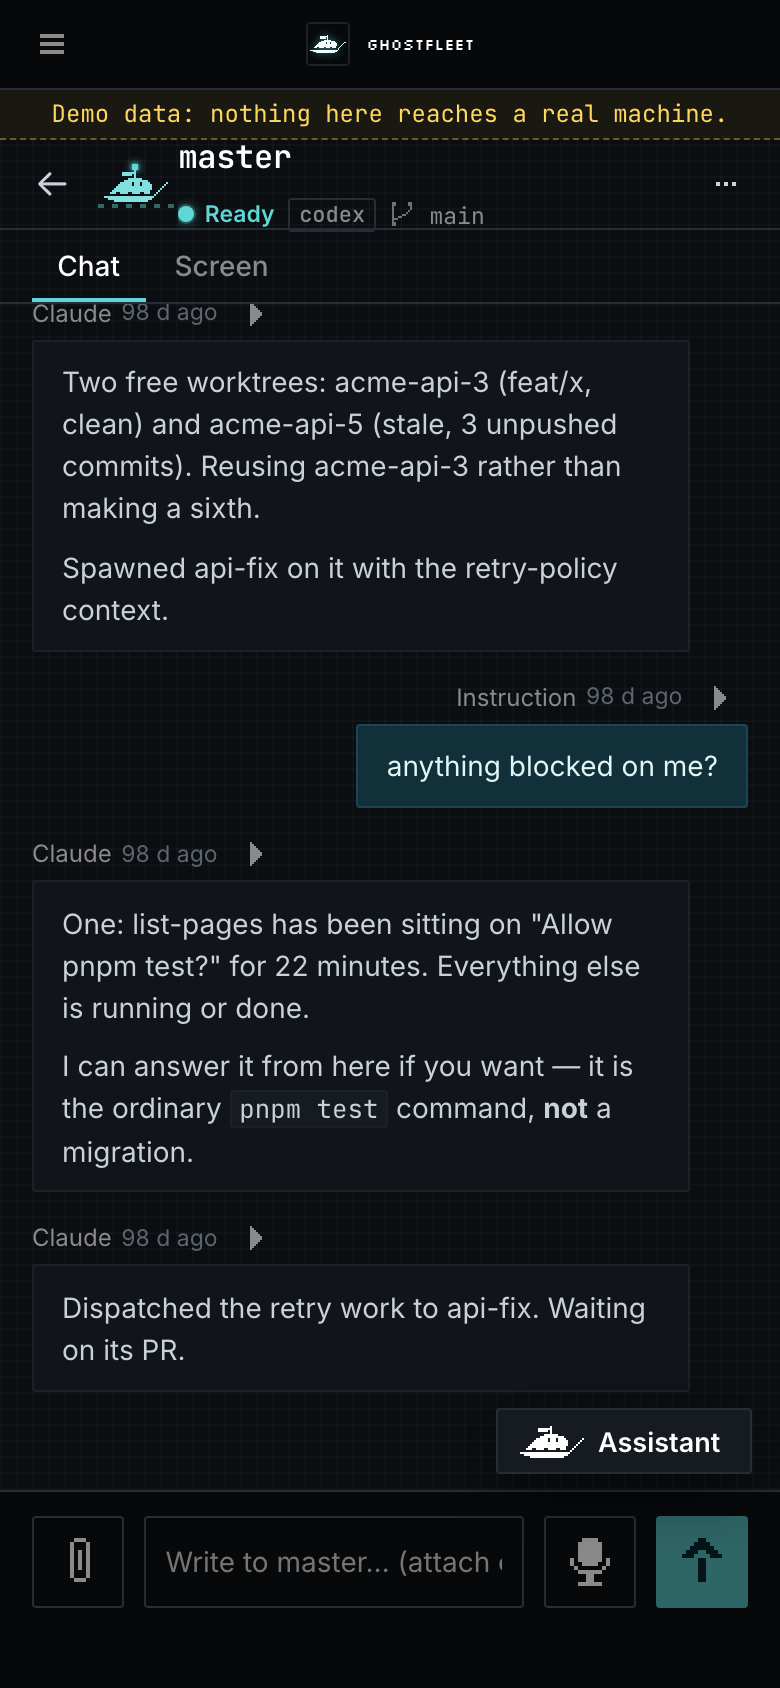 GHOSTFLEET
Demo data: nothing here reaches a real machine.
master
Ready codex main
Chat Screen
Claude 98 d ago
Two free worktrees: acme-api-3 (feat/x,
clean) and acme-api-5 (stale, 3 unpushed
commits). Reusing acme-api-3 rather than
making a sixth.
Spawned api-fix on it with the retry-policy
context.
Instruction 98 d ago
anything blocked on me?
Claude 98 d ago
One: list-pages has been sitting on "Allow
pnpm test?" for 22 minutes. Everything else
is running or done.
I can answer it from here if you want — it is
the ordinary pnpm test command, not a
migration.
Claude 98 d ago
Dispatched the retry work to api-fix. Waiting
on its PR.
Assistant
Write to master... (attach